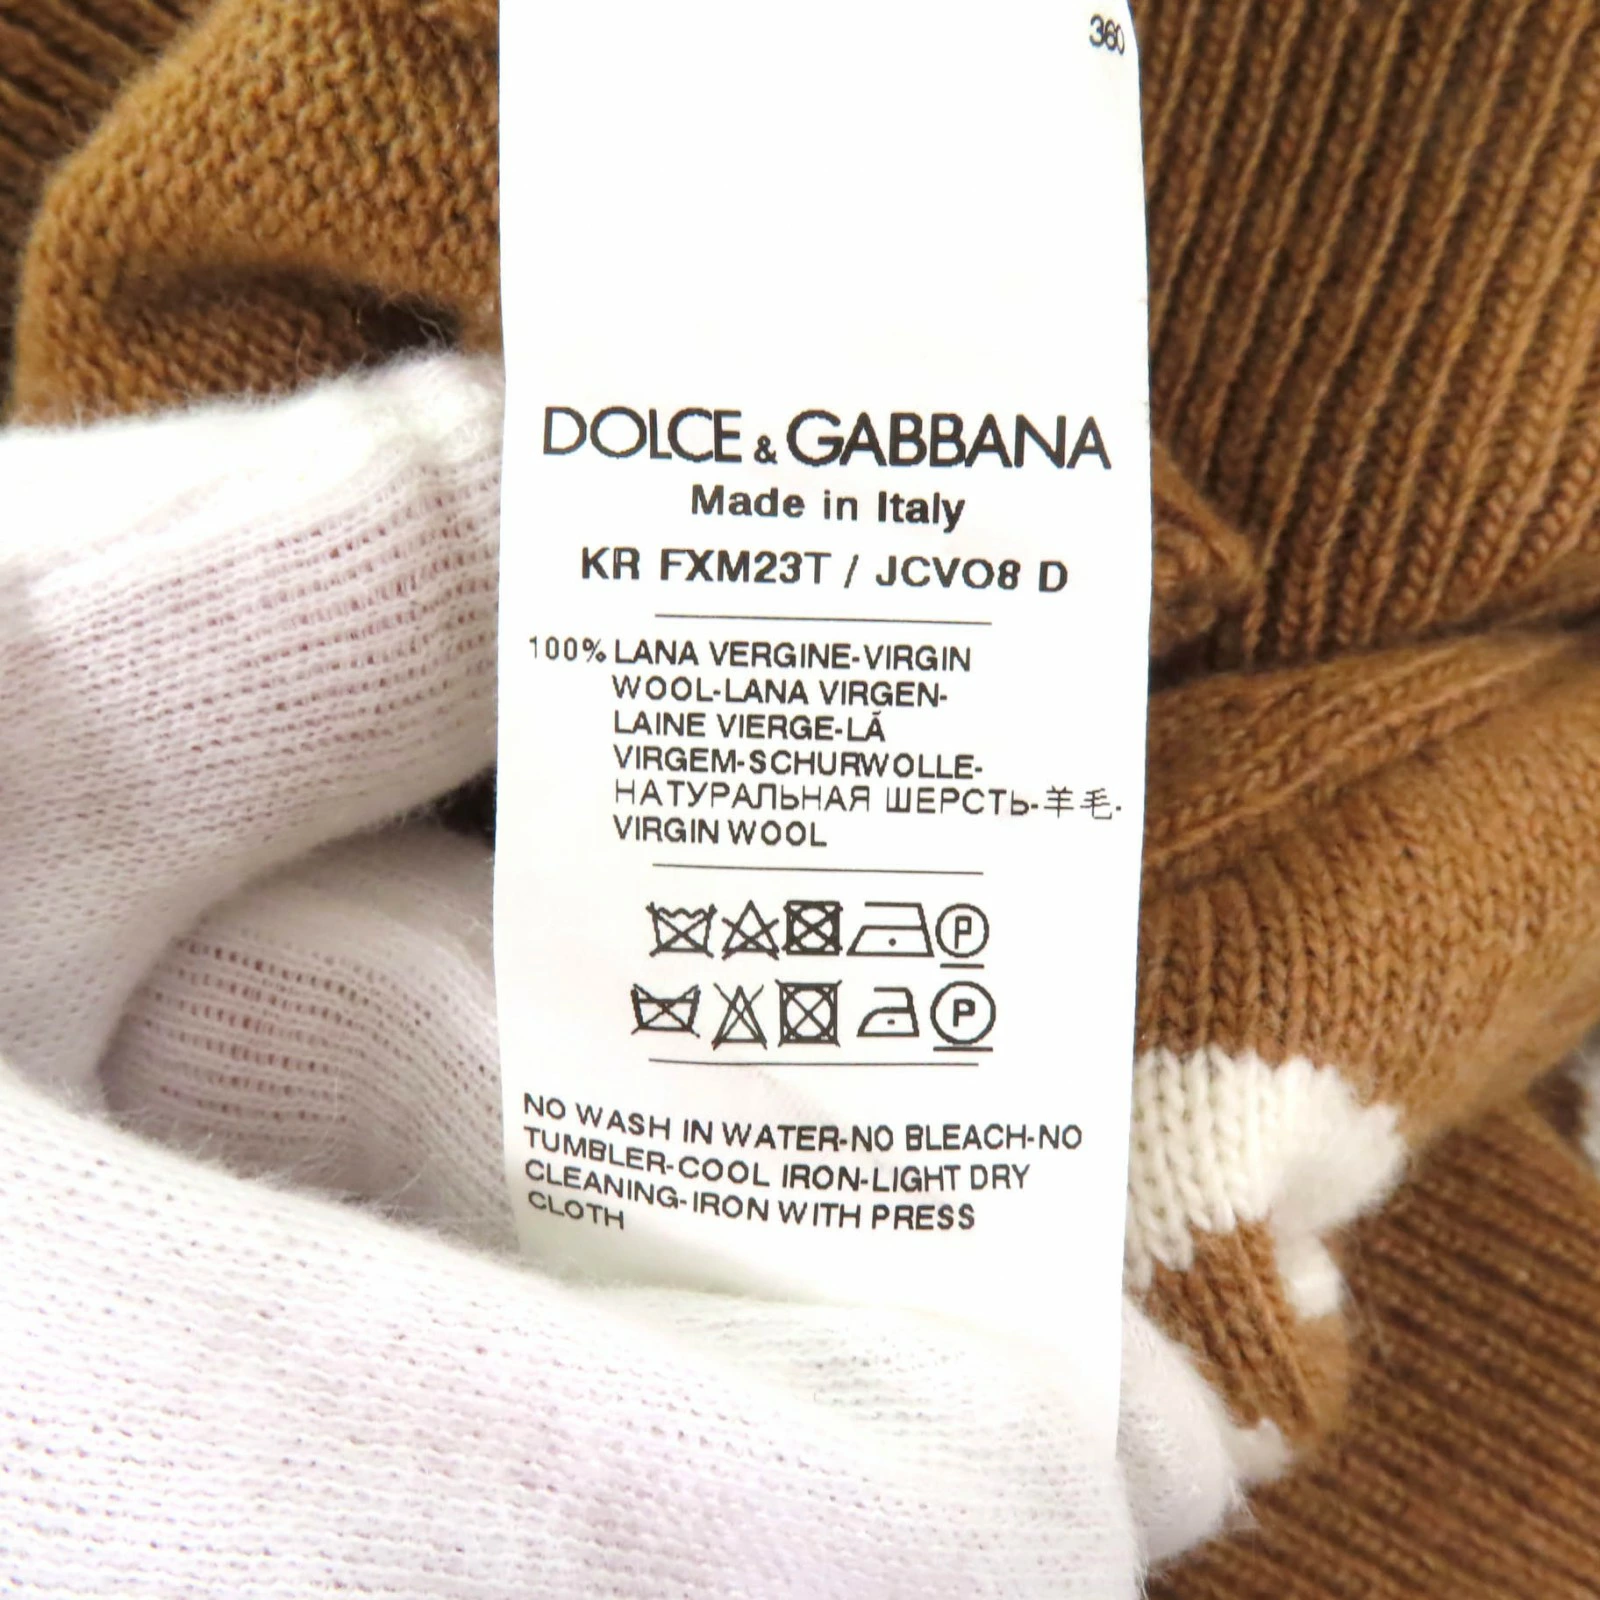 360
DOLCE & GABBANA
Made in Italy
KR FXM23T / JCVO8 D
100% LANA VERGINE-VIRGIN
WOOL-LANA VIRGEN-
LAINE VIERGE-LÃ
VIRGEM-SCHURWOLLE-
НАТУРАЛЬНАЯ ШЕРСТЬ-羊毛-
VIRGIN WOOL
P
P
NO WASH IN WATER-NO BLEACH-NO
TUMBLER-COOL IRON-LIGHT DRY
CLEANING-IRON WITH PRESS
CLOTH